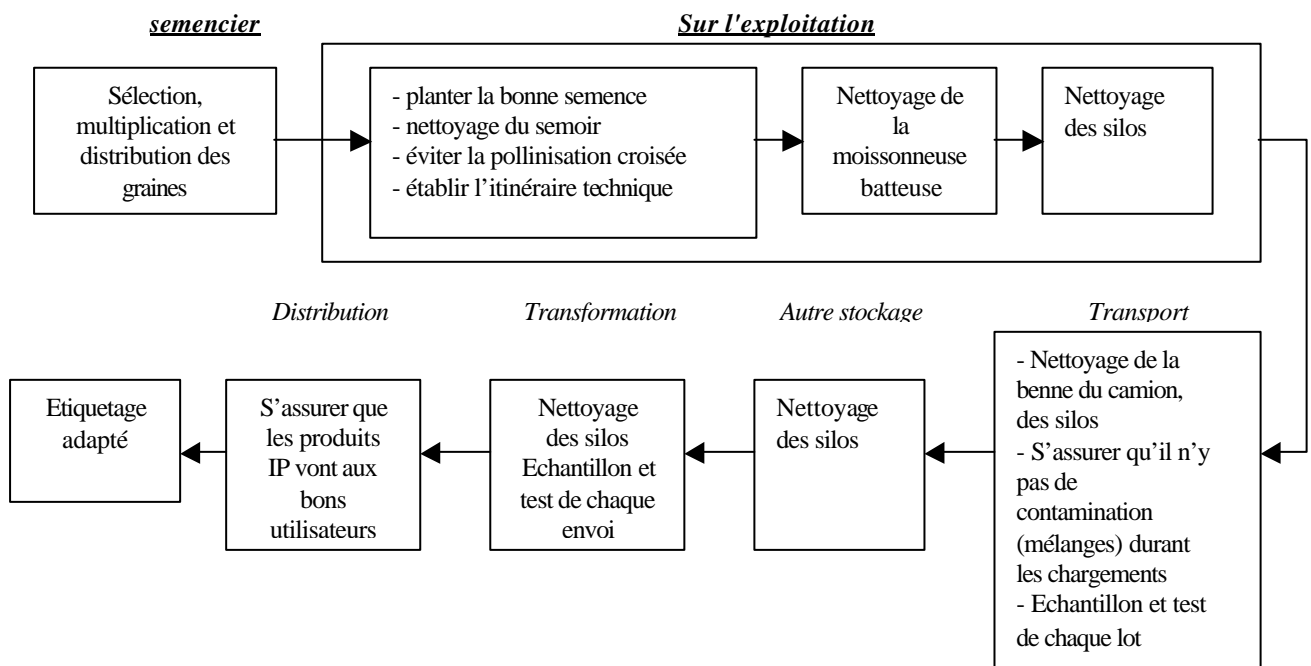 semencier
Sur l'exploitation
Sélection,
multiplication et
distribution des
graines
- planter la bonne semence
- nettoyage du semoir
- éviter la pollinisation croisée
- établir l’itinéraire technique
Nettoyage de
la
moissonneuse
batteuse
Nettoyage
des silos
Distribution
Transformation
Autre stockage
Transport
Etiquetage
adapté
S’assurer que
les produits
IP vont aux
bons
utilisateurs
Nettoyage
des silos
Echantillon et
test de chaque
envoi
Nettoyage
des silos
- Nettoyage de la
benne du camion,
des silos
- S’assurer qu’il n’y
pas de
contamination
(mélanges) durant
les chargements
- Echantillon et test
de chaque lot